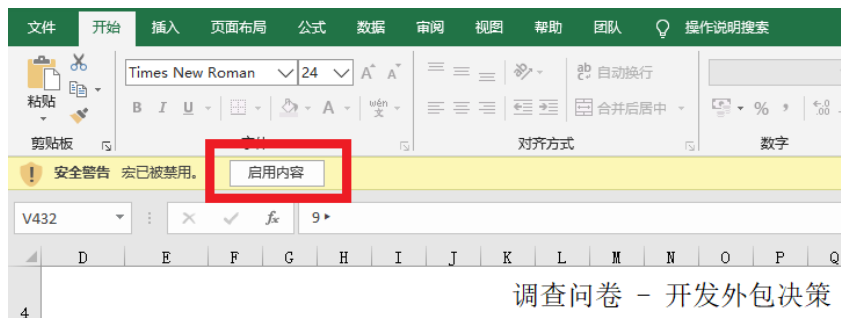 文件 开始 插入 页面布局 公式 数据 审阅 视图 帮助 团队 操作说明搜索
Times New Roman 24 A A 自动换行
粘贴 B I U A wén 文 合并后居中 % , .00
剪贴板 对齐方式 数字
安全警告 宏已被禁用。 启用内容
V432 fx 9
D E F G H I J K L M N O P Q
4 调查问卷 - 开发外包决策